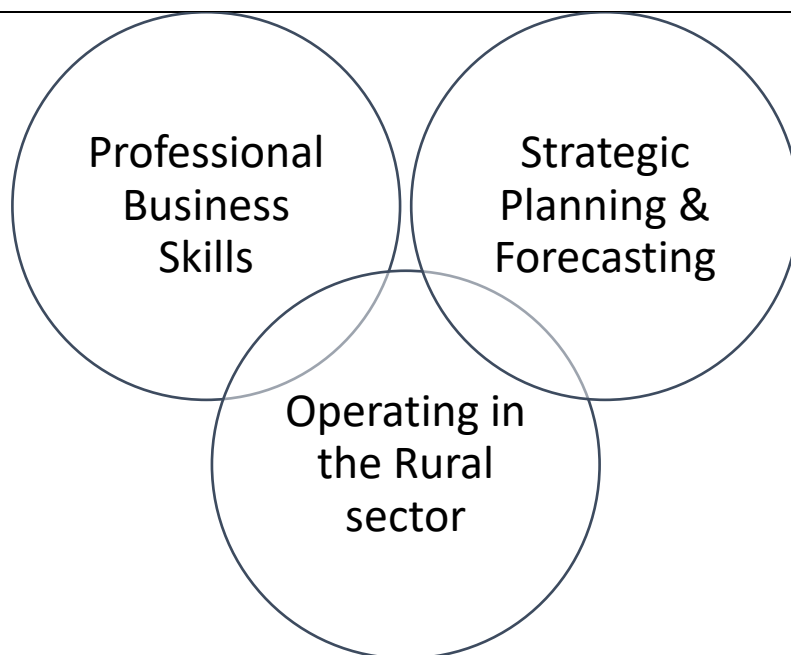 Professional
Business
Skills
Strategic
Planning &
Forecasting
Operating in
the Rural
sector